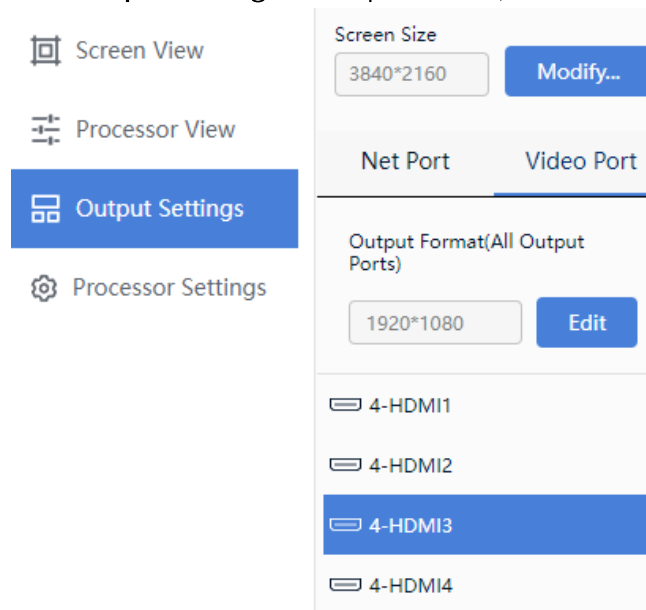 Screen View
Processor View
Output Settings
Processor Settings
Screen Size
3840*2160
Modify...
Net Port
Video Port
Output Format(All Output
Ports)
1920*1080
Edit
4-HDMI1
4-HDMI2
4-HDMI3
4-HDMI4